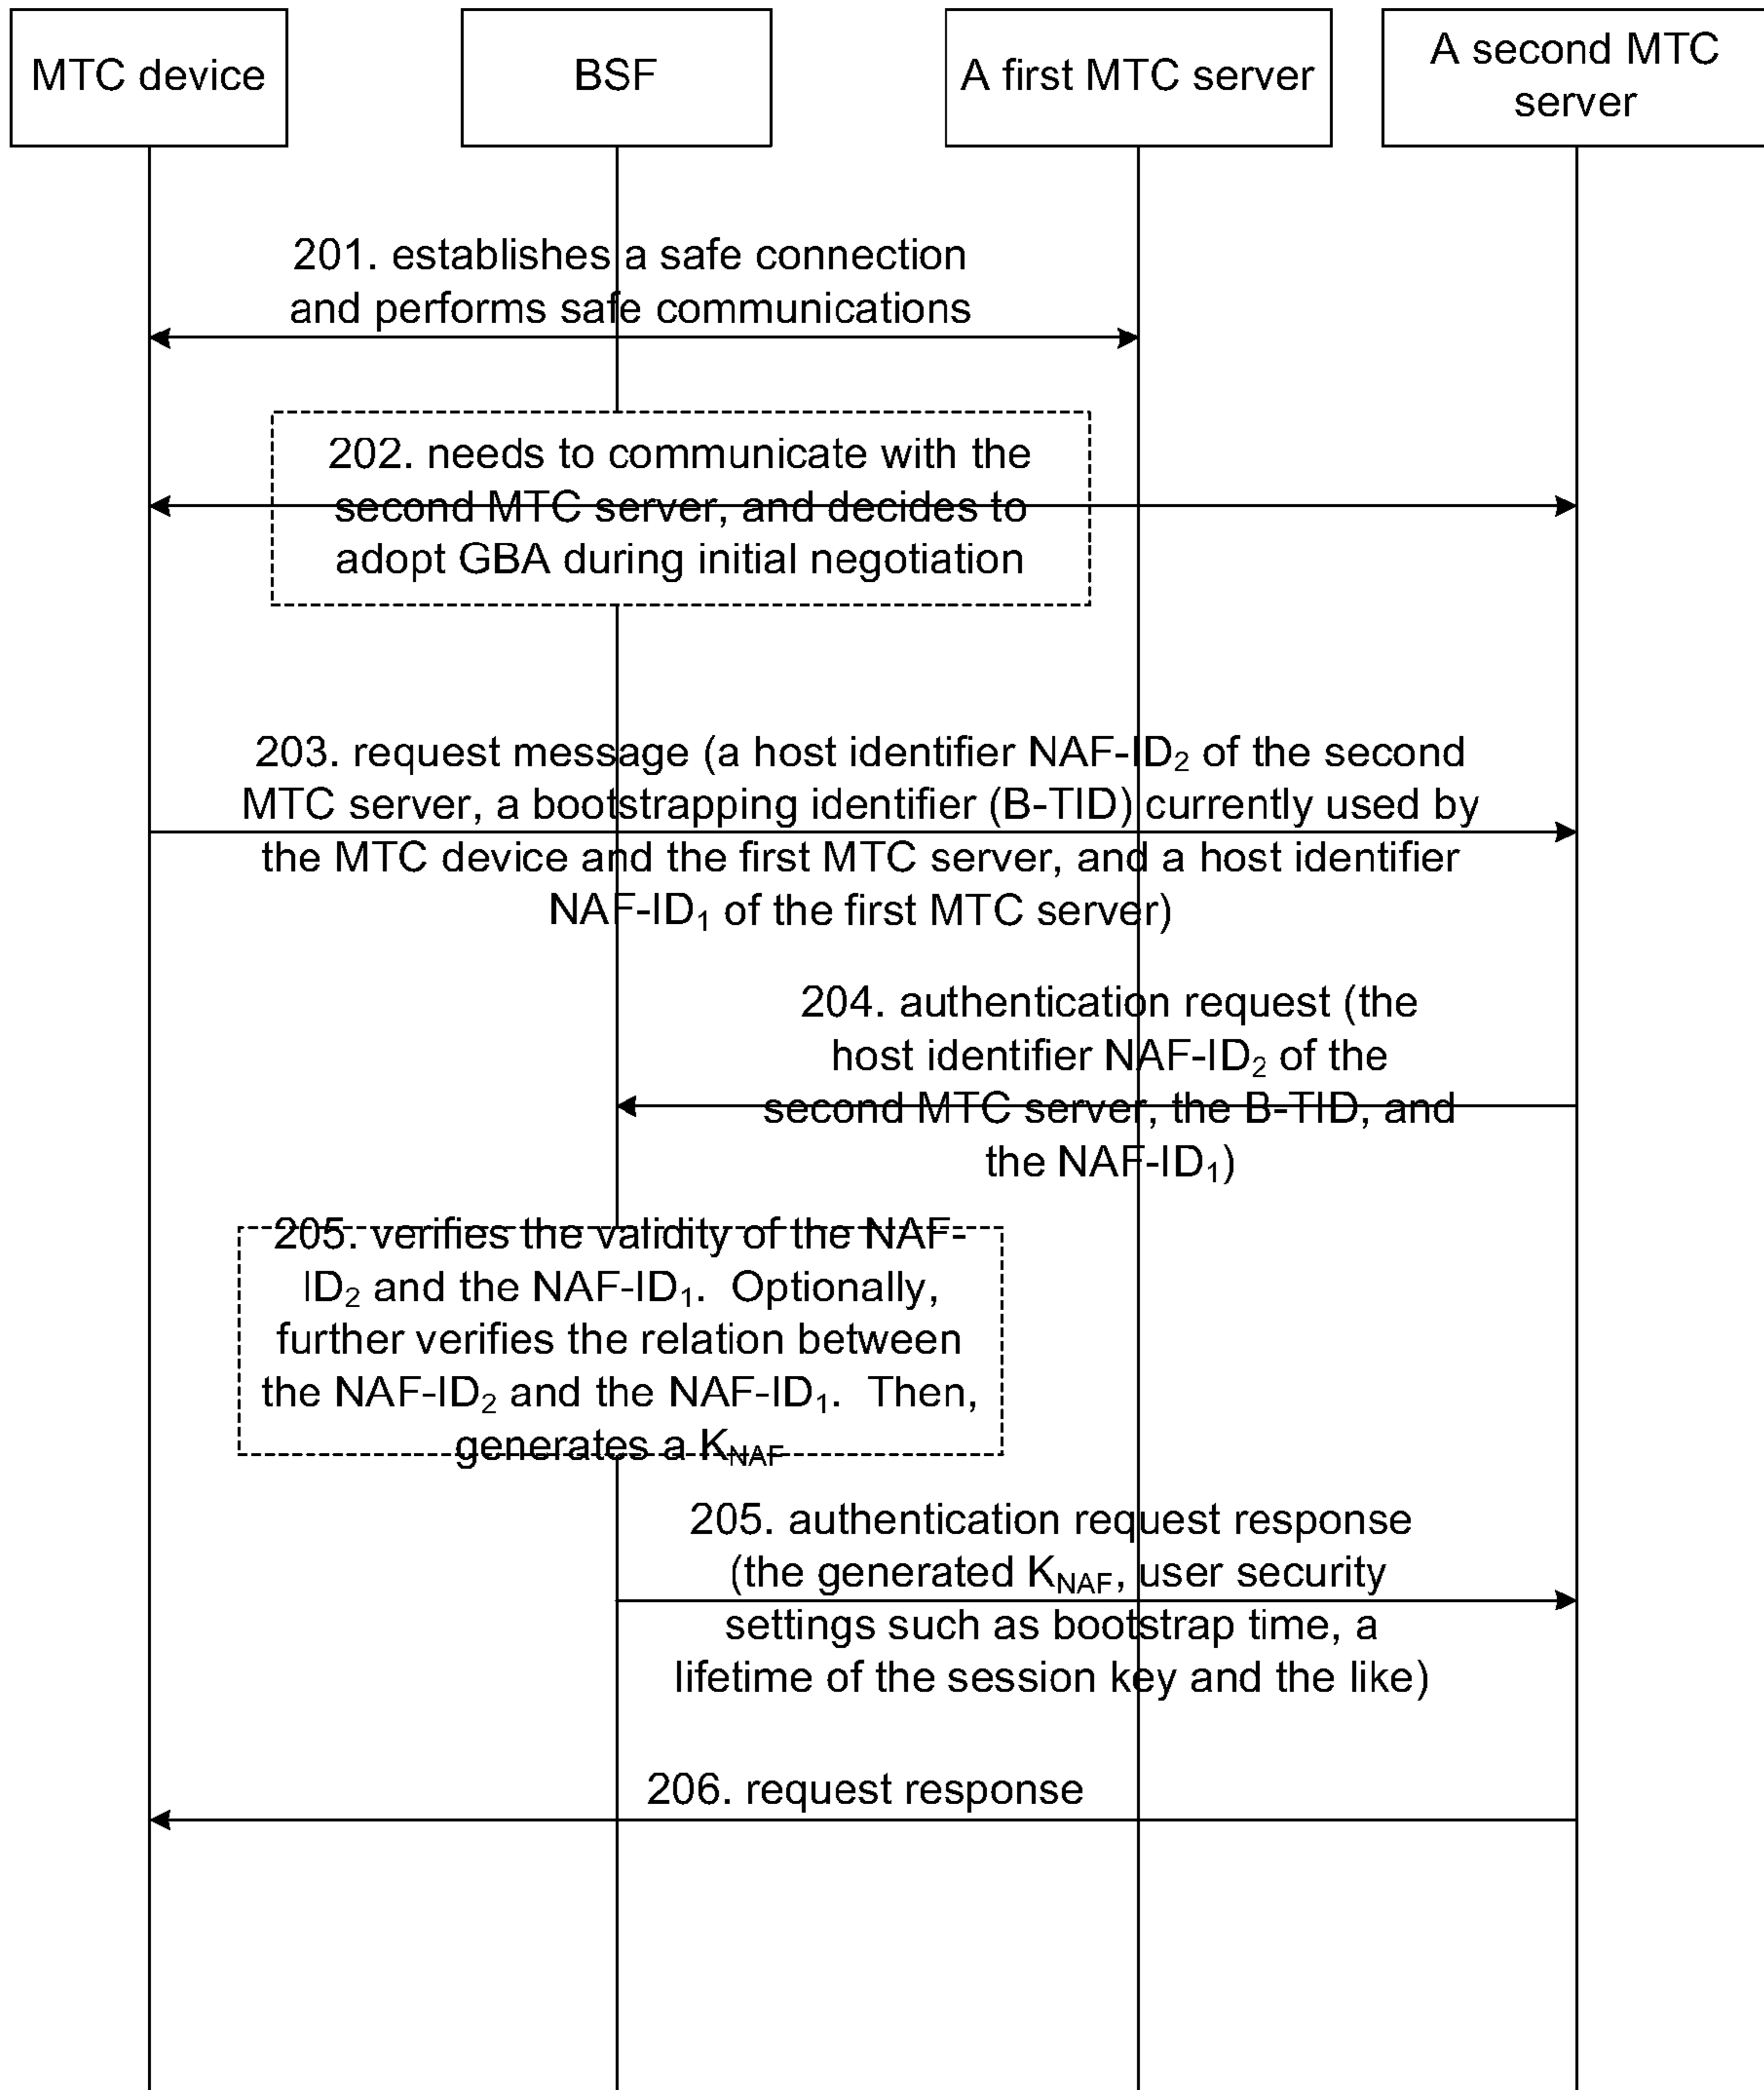 MTC device
BSF
A first MTC server
A second MTC
server
201. establishes a safe connection
and performs safe communications
202. needs to communicate with the
second MTC server, and decides to
adopt GBA during initial negotiation
203. request message (a host identifier NAF-ID₂ of the second
MTC server, a bootstrapping identifier (B-TID) currently used by
the MTC device and the first MTC server, and a host identifier
NAF-ID₁ of the first MTC server)
204. authentication request (the
host identifier NAF-ID₂ of the
second MTC server, the B-TID, and
the NAF-ID₁)
205. verifies the validity of the NAF-
ID₂ and the NAF-ID₁. Optionally,
further verifies the relation between
the NAF-ID₂ and the NAF-ID₁. Then,
generates a K_NAF
205. authentication request response
(the generated K_NAF, user security
settings such as bootstrap time, a
lifetime of the session key and the like)
206. request response